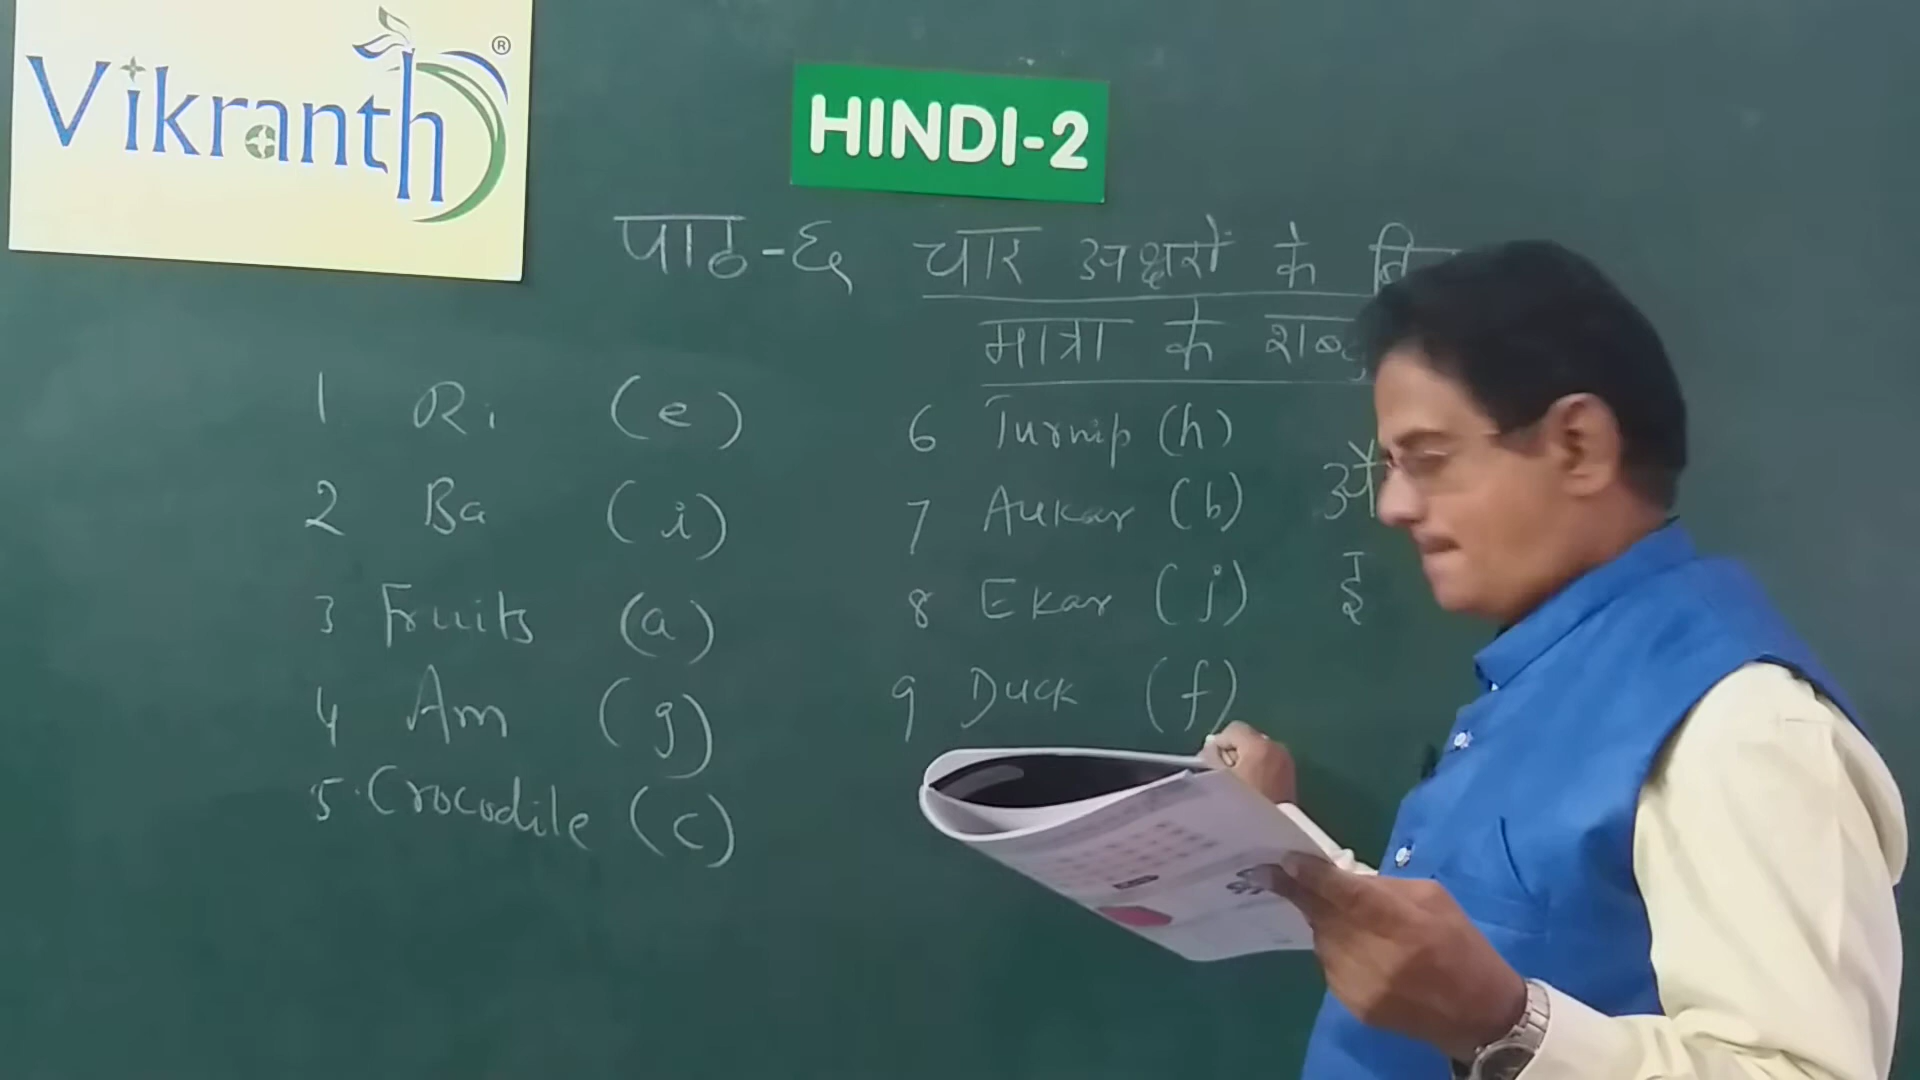 Vikranth ®
HINDI-2
पाठ-६ चार अक्षरों के
मात्रा के
1 Ri (e)
2 Ba (i)
3 Fruits (a)
4 Am (g)
5. Crocodile (c)
6 Turnip (h)
7 Aukar (b)
8 Ekar (j)
ई
9 Duck (f)